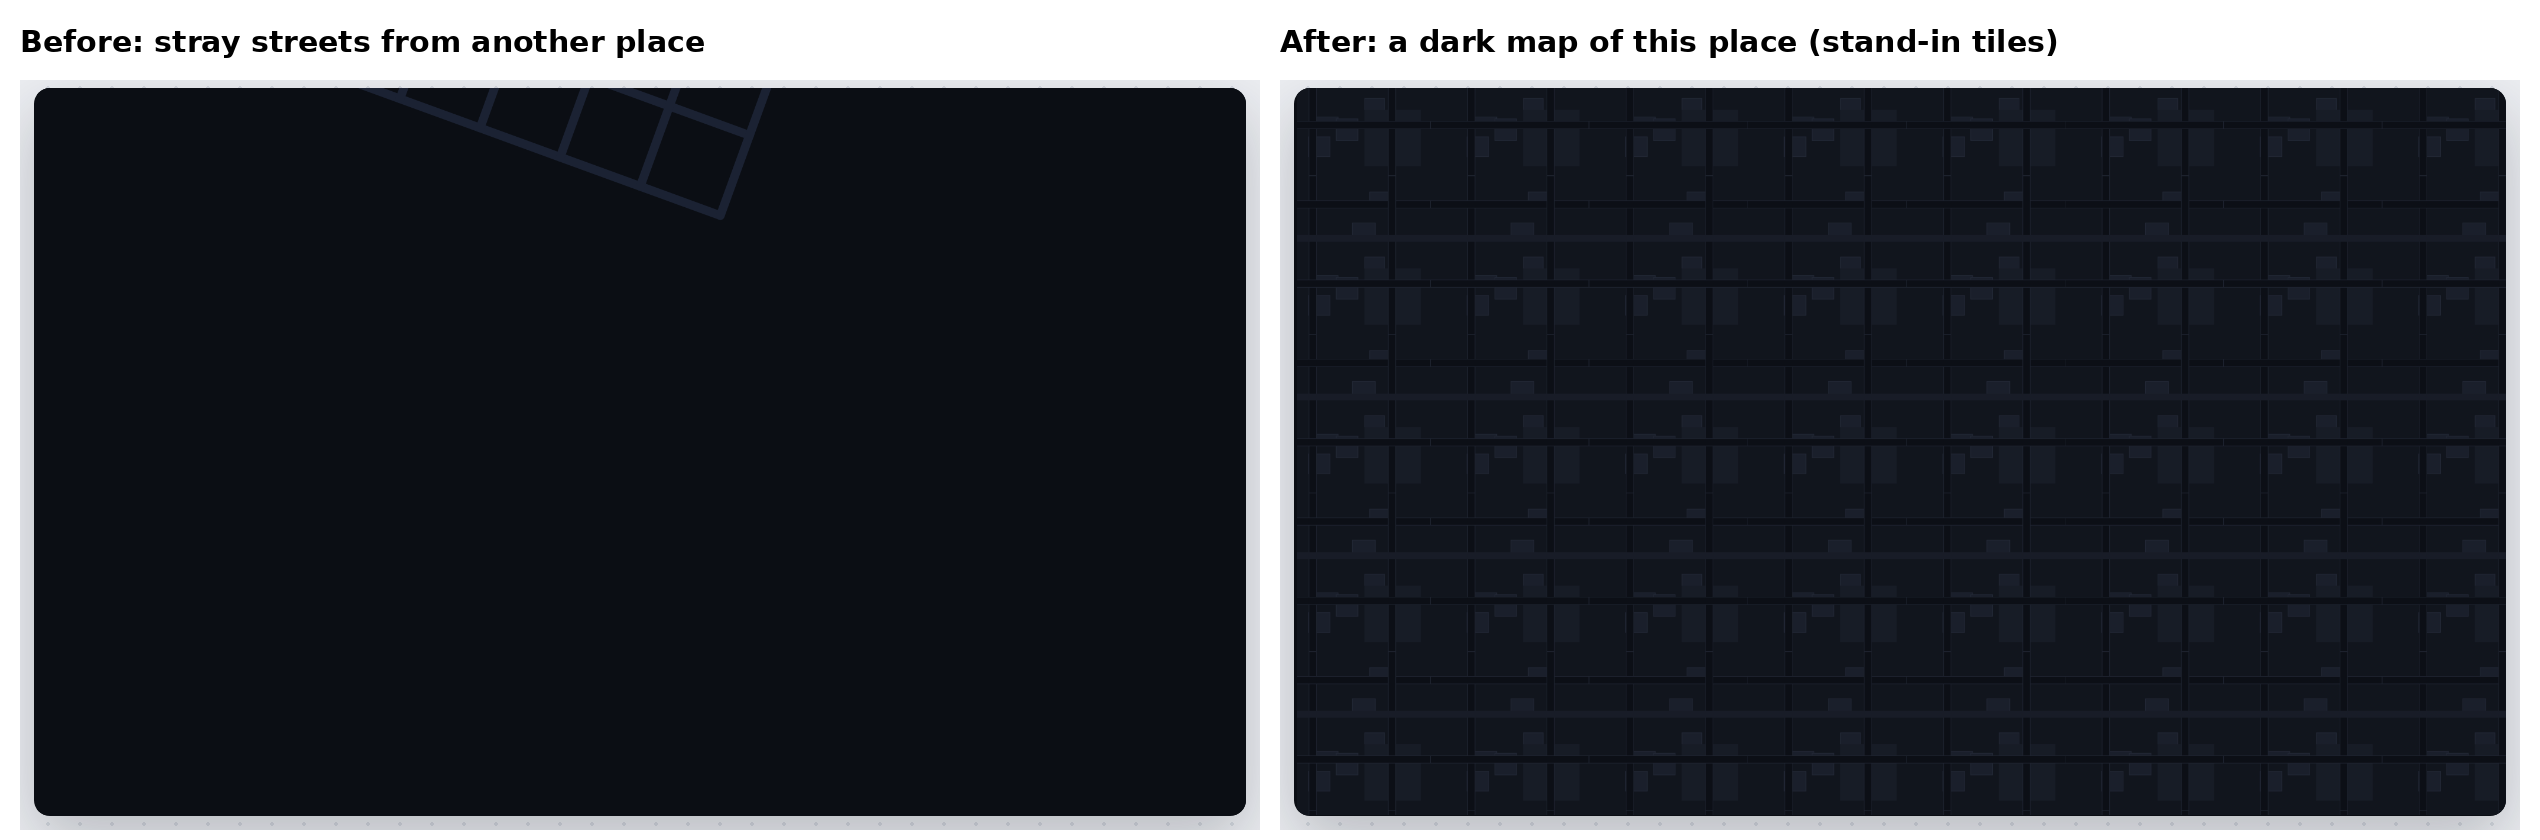 Before: stray streets from another place
After: a dark map of this place (stand-in tiles)